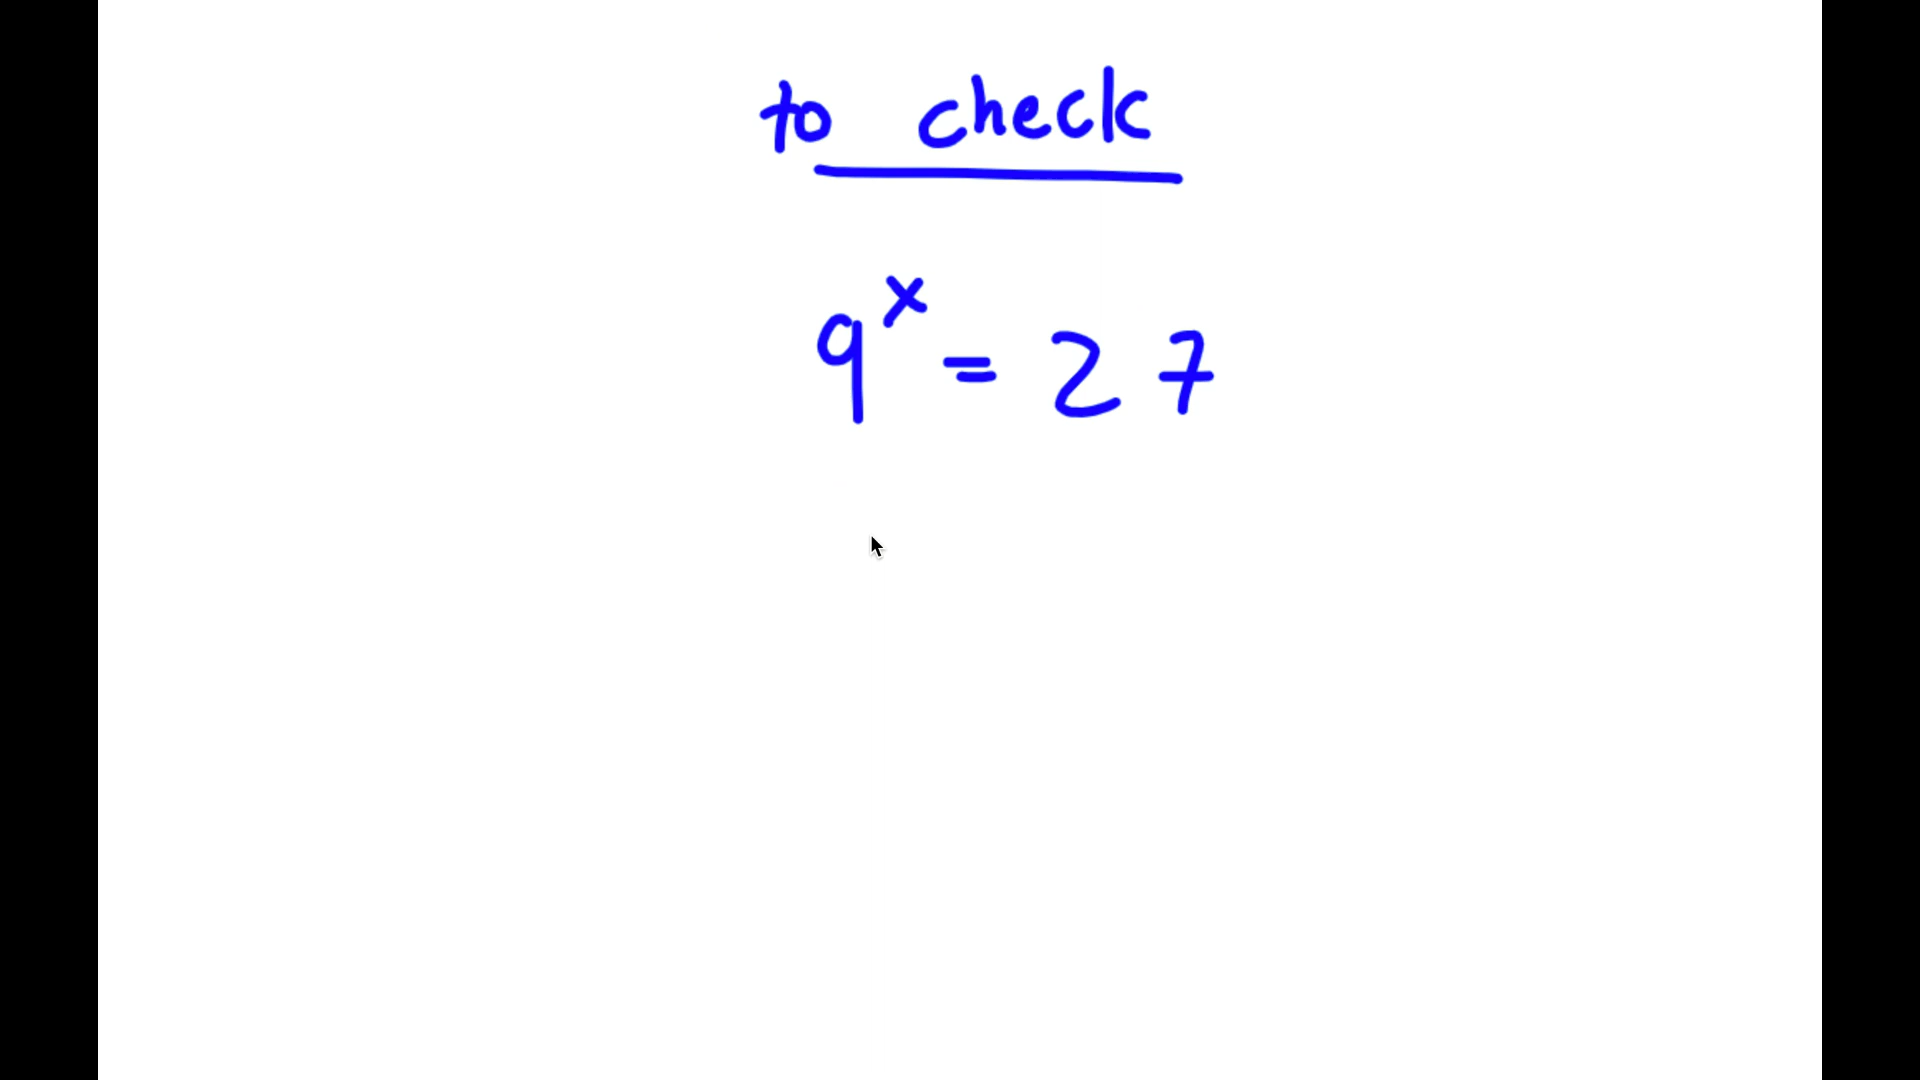 to check
9^x = 27